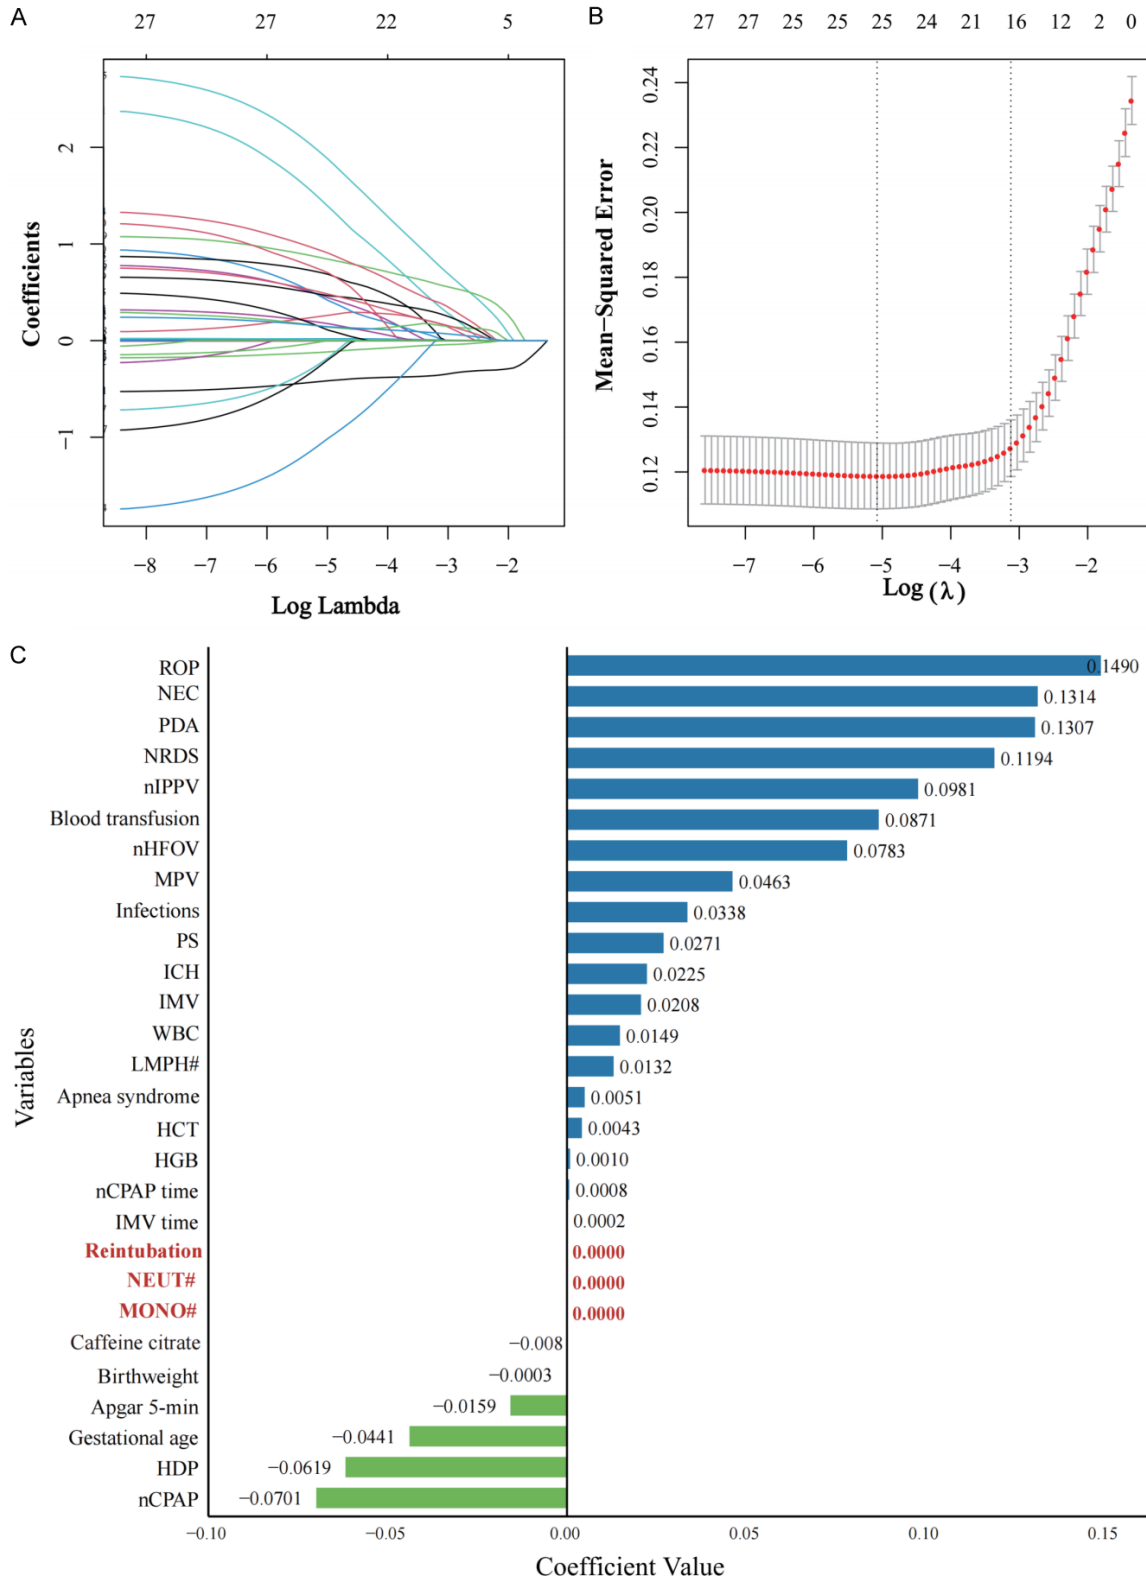 A
27 27 22 5
2
1
0
−1
Coefficients
−8 −7 −6 −5 −4 −3 −2
Log Lambda
B
27 27 25 25 25 24 21 16 12 2 0
0.24
0.22
0.20
0.18
0.16
0.14
0.12
Mean−Squared Error
−7 −6 −5 −4 −3 −2
Log (λ)
C
Variables
ROP 0.1490
NEC 0.1314
PDA 0.1307
NRDS 0.1194
nIPPV 0.0981
Blood transfusion 0.0871
nHFOV 0.0783
MPV 0.0463
Infections 0.0338
PS 0.0271
ICH 0.0225
IMV 0.0208
WBC 0.0149
LMPH# 0.0132
Apnea syndrome 0.0051
HCT 0.0043
HGB 0.0010
nCPAP time 0.0008
IMV time 0.0002
Reintubation 0.0000
NEUT# 0.0000
MONO# 0.0000
Caffeine citrate −0.008
Birthweight −0.0003
Apgar 5-min −0.0159
Gestational age −0.0441
HDP −0.0619
nCPAP −0.0701
−0.10 −0.05 0.00 0.05 0.10 0.15
Coefficient Value